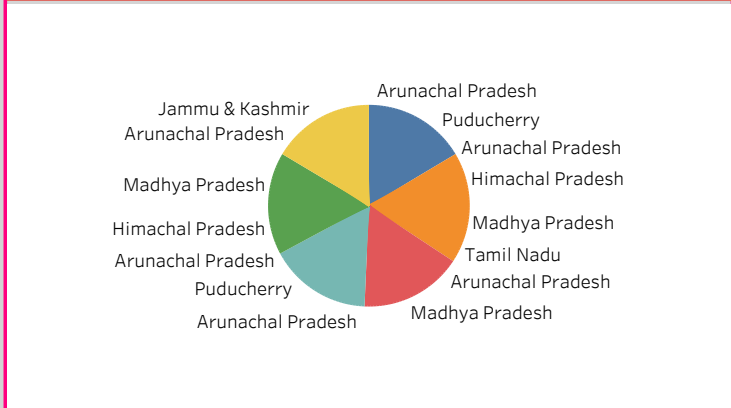 Arunachal Pradesh
Jammu & Kashmir
Puducherry
Arunachal Pradesh
Arunachal Pradesh
Himachal Pradesh
Madhya Pradesh
Madhya Pradesh
Himachal Pradesh
Tamil Nadu
Arunachal Pradesh
Arunachal Pradesh
Puducherry
Madhya Pradesh
Arunachal Pradesh